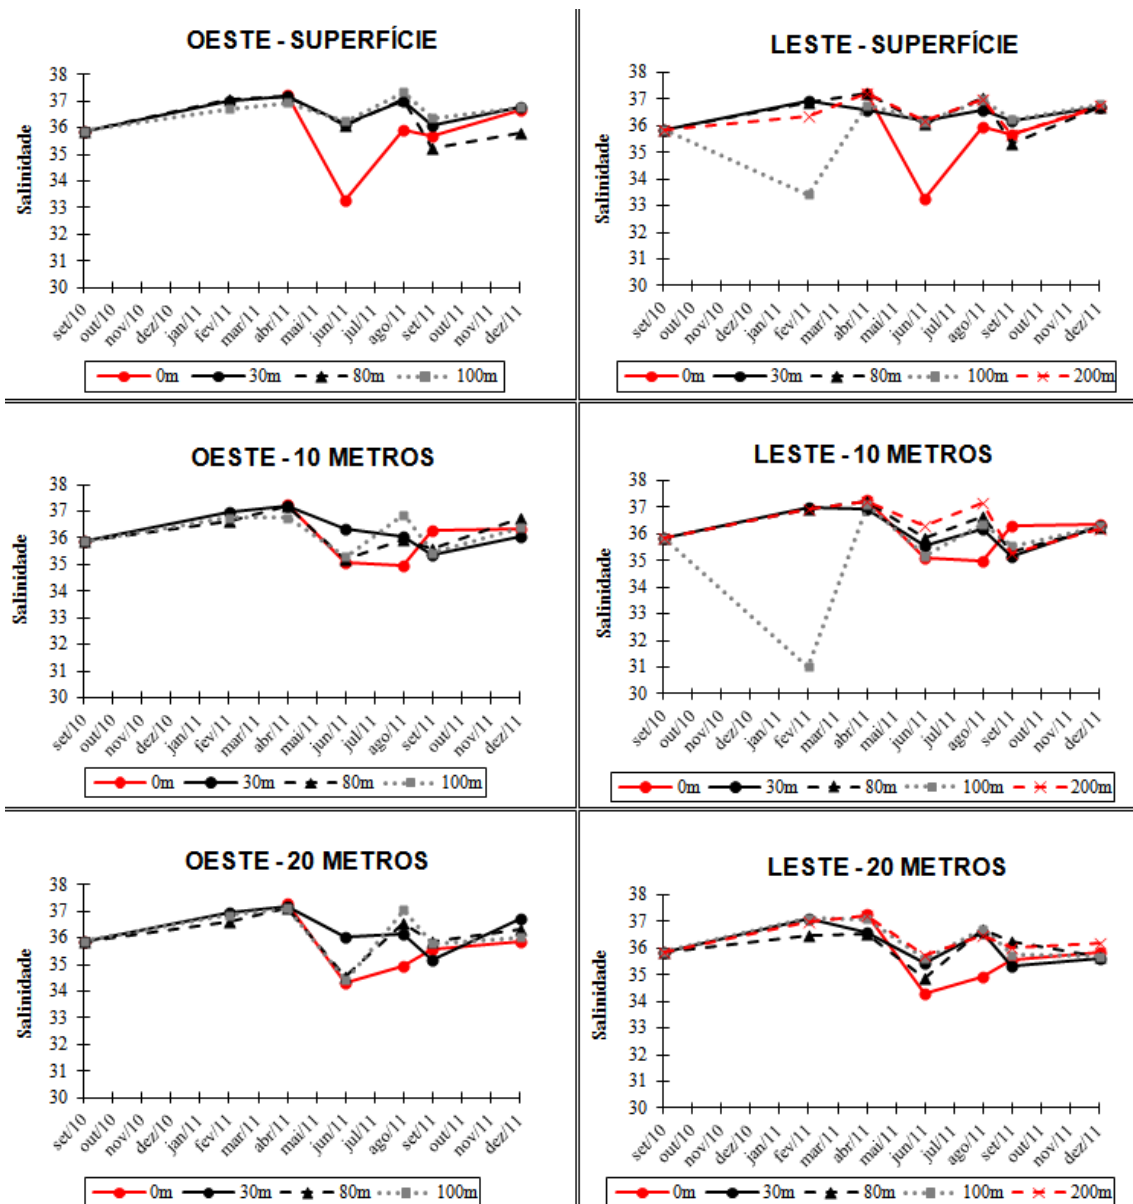 OESTE - SUPERFÍCIE
Salinidade
38
37
36
35
34
33
32
31
30
set/10 out/10 nov/10 dez/10 jan/11 fev/11 mar/11 abr/11 mai/11 jun/11 jul/11 ago/11 set/11 out/11 nov/11 dez/11
0m 30m 80m 100m
LESTE - SUPERFÍCIE
Salinidade
38
37
36
35
34
33
32
31
30
set/10 out/10 nov/10 dez/10 jan/11 fev/11 mar/11 abr/11 mai/11 jun/11 jul/11 ago/11 set/11 out/11 nov/11 dez/11
0m 30m 80m 100m 200m
OESTE - 10 METROS
Salinidade
38
37
36
35
34
33
32
31
30
set/10 out/10 nov/10 dez/10 jan/11 fev/11 mar/11 abr/11 mai/11 jun/11 jul/11 ago/11 set/11 out/11 nov/11 dez/11
0m 30m 80m 100m
LESTE - 10 METROS
Salinidade
38
37
36
35
34
33
32
31
30
set/10 out/10 nov/10 dez/10 jan/11 fev/11 mar/11 abr/11 mai/11 jun/11 jul/11 ago/11 set/11 out/11 nov/11 dez/11
0m 30m 80m 100m 200m
OESTE - 20 METROS
Salinidade
38
37
36
35
34
33
32
31
30
set/10 out/10 nov/10 dez/10 jan/11 fev/11 mar/11 abr/11 mai/11 jun/11 jul/11 ago/11 set/11 out/11 nov/11 dez/11
0m 30m 80m 100m
LESTE - 20 METROS
Salinidade
38
37
36
35
34
33
32
31
30
set/10 out/10 nov/10 dez/10 jan/11 fev/11 mar/11 abr/11 mai/11 jun/11 jul/11 ago/11 set/11 out/11 nov/11 dez/11
0m 30m 80m 100m 200m